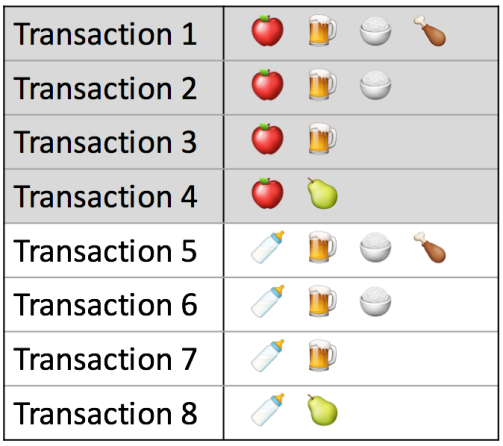 Transaction 1
Transaction 2
Transaction 3
Transaction 4
Transaction 5
Transaction 6
Transaction 7
Transaction 8